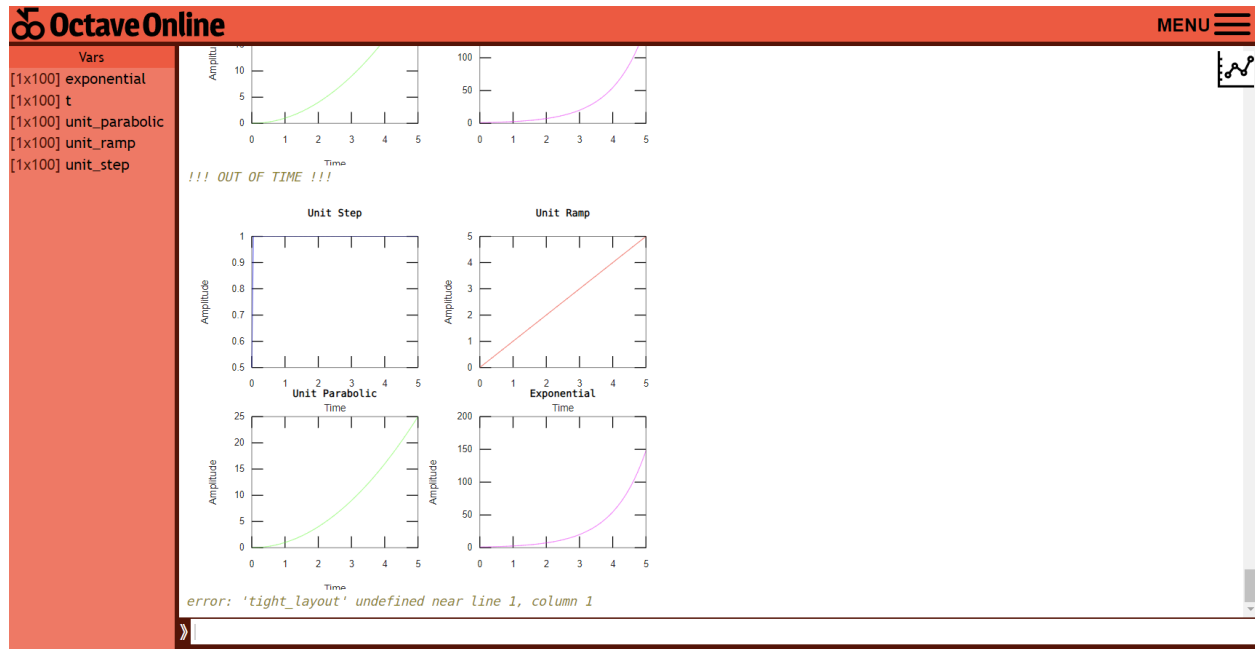 Octave Online
MENU
Vars
[1x100] exponential
[1x100] t
[1x100] unit_parabolic
[1x100] unit_ramp
[1x100] unit_step
10
5
0
0 1 2 3 4 5
100
50
0
0 1 2 3 4 5
!!! OUT OF TIME !!!
Unit Step
Amplitude
1
0.9
0.8
0.7
0.6
0.5
0 1 2 3 4 5
Time
Unit Ramp
Amplitude
5
4
3
2
1
0
0 1 2 3 4 5
Time
Unit Parabolic
Amplitude
25
20
15
10
5
0
0 1 2 3 4 5
Time
Exponential
Amplitude
200
150
100
50
0
0 1 2 3 4 5
error: 'tight_layout' undefined near line 1, column 1